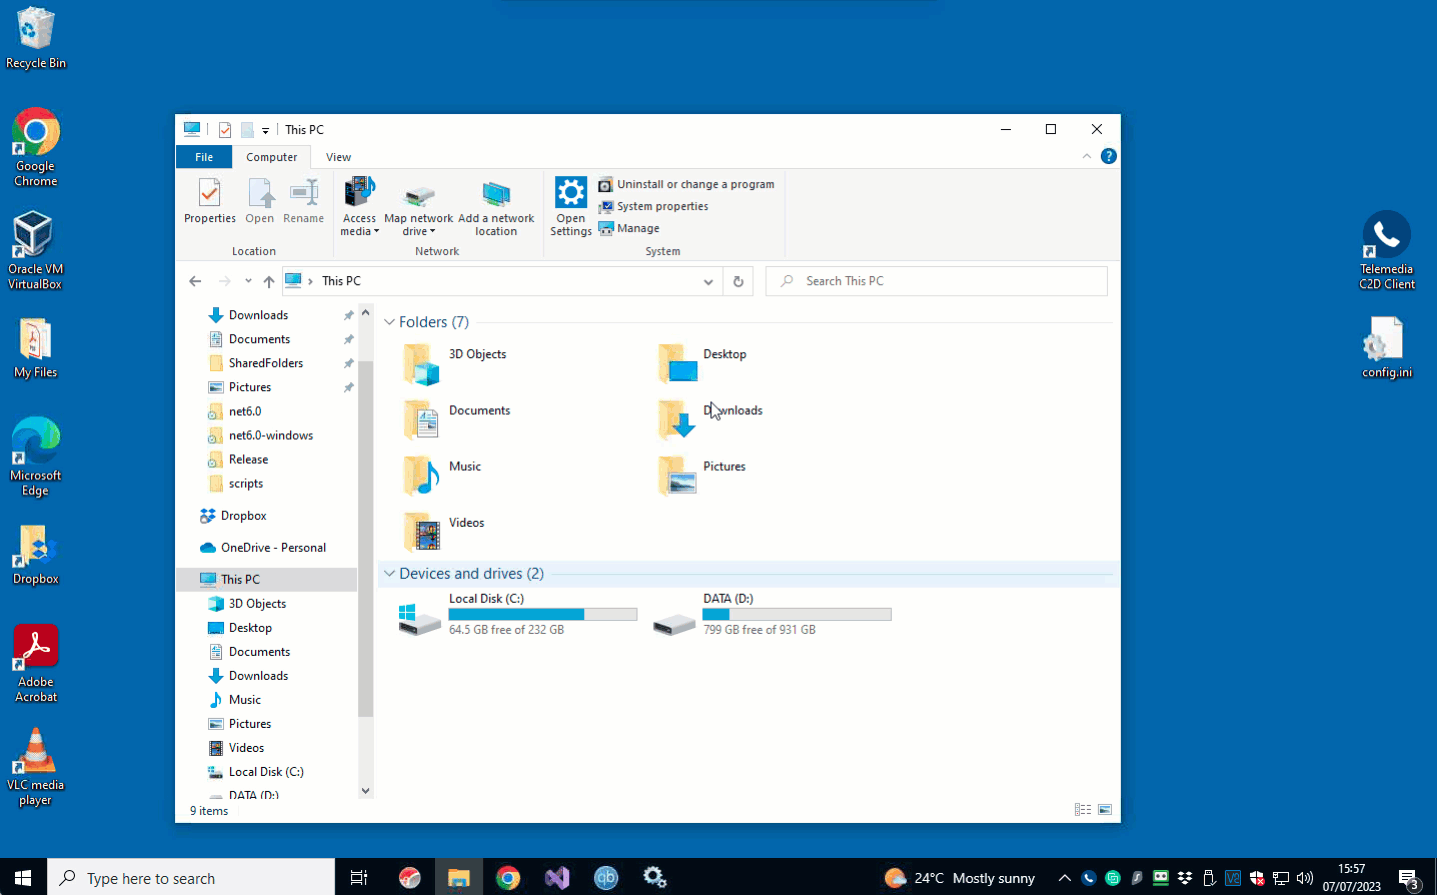 Recycle Bin
Google
Chrome
Oracle VM
VirtualBox
My Files
Microsoft
Edge
Dropbox
Adobe
Acrobat
VLC media
player
This PC
File
Computer
View
Properties
Open
Rename
Location
Access
media
Map network
drive
Add a network
location
Network
Open
Settings
Uninstall or change a program
System properties
Manage
System
This PC
Search This PC
Downloads
Documents
SharedFolders
Pictures
net6.0
net6.0-windows
Release
scripts
Dropbox
OneDrive - Personal
This PC
3D Objects
Desktop
Documents
Downloads
Music
Pictures
Videos
Local Disk (C:)
DATA (D:)
Folders (7)
3D Objects
Desktop
Documents
Downloads
Music
Pictures
Videos
Devices and drives (2)
Local Disk (C:)
64.5 GB free of 232 GB
DATA (D:)
799 GB free of 931 GB
9 items
Telemedia
C2D Client
config.ini
Type here to search
qb
24°C Mostly sunny
15:57
07/07/2023
3